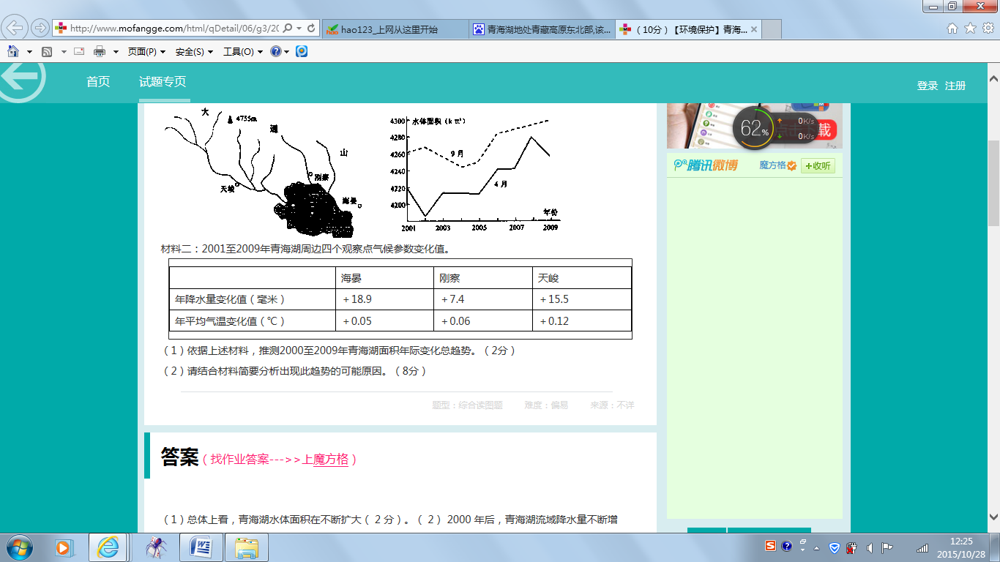 http://www.mofangge.com/html/qDetail/06/g3/20
hao123_上网从这里开始
青海湖地处青藏高原东北部,该...
（10分）【环境保护】青海...
页面(P)
安全(S)
工具(O)
首页
试题专页
登录 注册
大
4755m
通
山
刚察
天峻
海晏
4300
4280
4260
4240
4220
4200
水体面积（km²）
9月
4月
年份
2001
2003
2005
2007
2009
62%
0K/s
0K/s
下载
腾讯微博
魔方格
+收听
材料二：2001至2009年青海湖周边四个观察点气候参数变化值。
海晏 刚察 天峻
年降水量变化值（毫米） ＋18.9 ＋7.4 ＋15.5
年平均气温变化值（℃） ＋0.05 ＋0.06 ＋0.12
（1）依据上述材料，推测2000至2009年青海湖面积年际变化总趋势。（2分）
（2）请结合材料简要分析出现此趋势的可能原因。（8分）
题型：综合读图题 难度：偏易 来源：不详
答案（找作业答案--->>上魔方格）
（1）总体上看，青海湖水体面积在不断扩大（ 2 分）。（ 2 ） 2000 年后，青海湖流域降水量不断增
12:25
2015/10/28